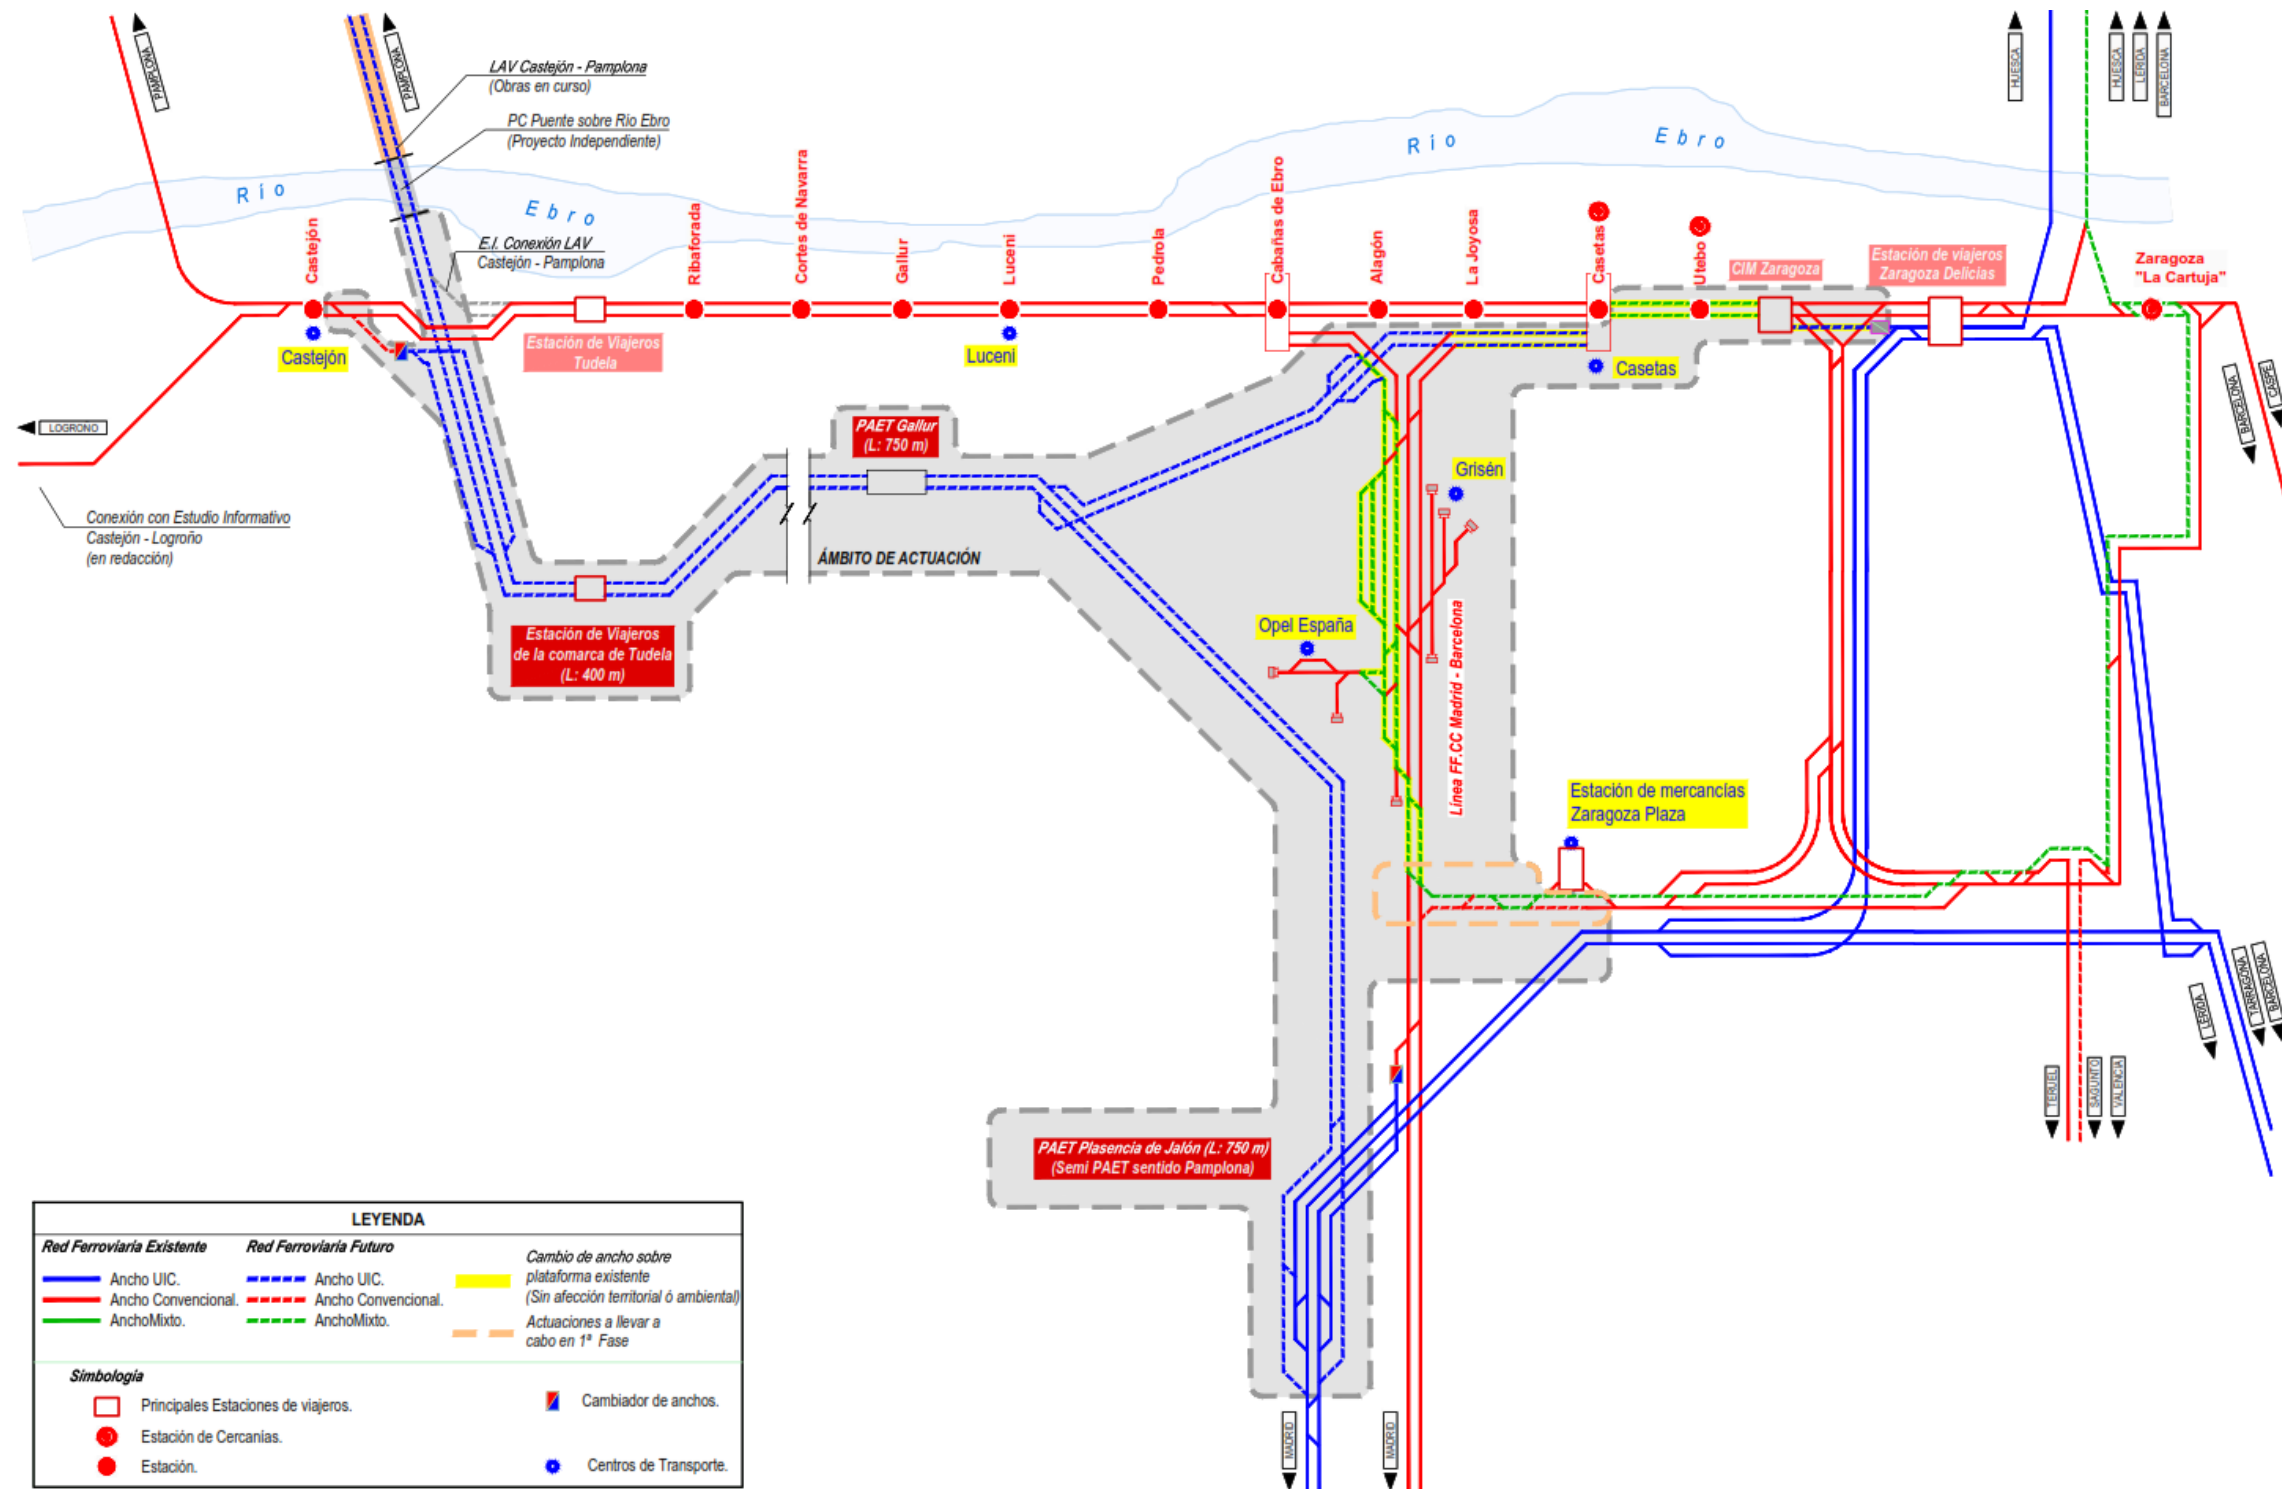 PAMPLONA
PAMPLONA
LAV Castejón - Pamplona
(Obras en curso)
PC Puente sobre Rio Ebro
(Proyecto Independiente)
HUESCA
HUESCA
LERIDA
BARCELONA
Río Ebro
Río Ebro
E.I. Conexión LAV
Castejón - Pamplona
Castejón
Ribaforada
Cortes de Navarra
Gallur
Luceni
Pedrola
Cabañas de Ebro
Alagón
La Joyosa
Casetas
Utebo
CIM Zaragoza
Estación de viajeros
Zaragoza Delicias
Zaragoza
"La Cartuja"
Castejón
Estación de Viajeros
Tudela
Luceni
Casetas
BARCELONA
CASPE
LOGROÑO
PAET Gallur
(L: 750 m)
Grisén
Conexión con Estudio Informativo
Castejón - Logroño
(en redacción)
ÁMBITO DE ACTUACIÓN
Opel España
Estación de Viajeros
de la comarca de Tudela
(L: 400 m)
Línea FF.CC Madrid - Barcelona
Estación de mercancías
Zaragoza Plaza
LERIDA
TARRAGONA
BARCELONA
TERUEL
SAGUNTO
VALENCIA
PAET Plasencia de Jalón (L: 750 m)
(Semi PAET sentido Pamplona)
MADRID
MADRID
LEYENDA
Red Ferroviaria Existente
Ancho UIC.
Ancho Convencional.
AnchoMixto.
Red Ferroviaria Futuro
Ancho UIC.
Ancho Convencional.
AnchoMixto.
Cambio de ancho sobre
plataforma existente
(Sin afección territorial ó ambiental)
Actuaciones a llevar a
cabo en 1ª Fase
Simbología
Principales Estaciones de viajeros.
Estación de Cercanías.
Estación.
Cambiador de anchos.
Centros de Transporte.